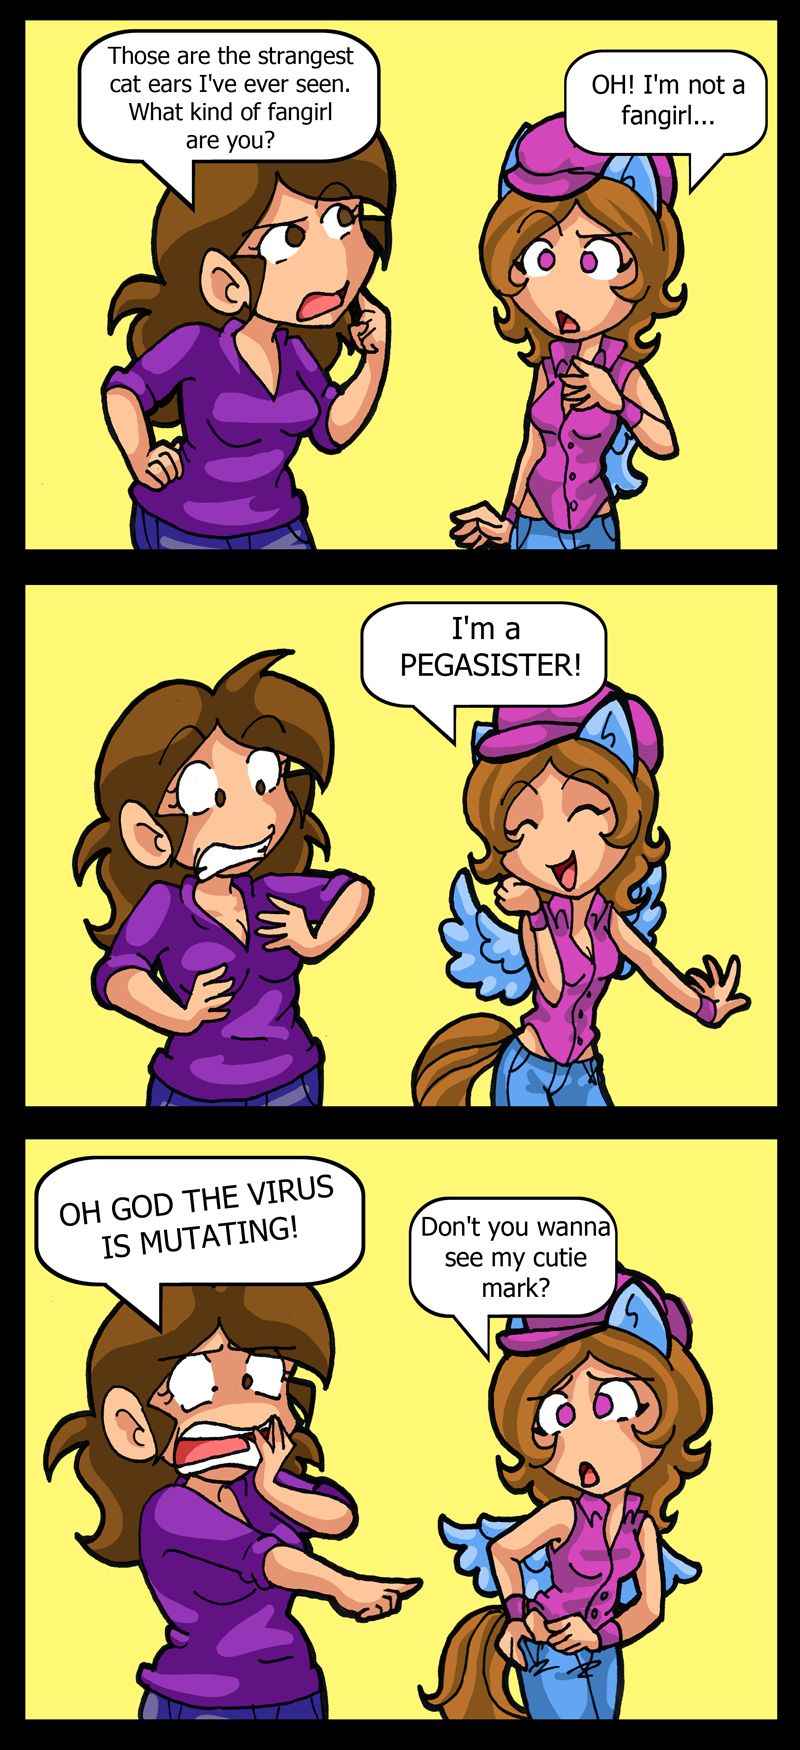 Those are the strangest
cat ears I've ever seen.
What kind of fangirl
are you?
OH! I'm not a
fangirl...
I'm a
PEGASISTER!
OH GOD THE VIRUS
IS MUTATING!
Don't you wanna
see my cutie
mark?